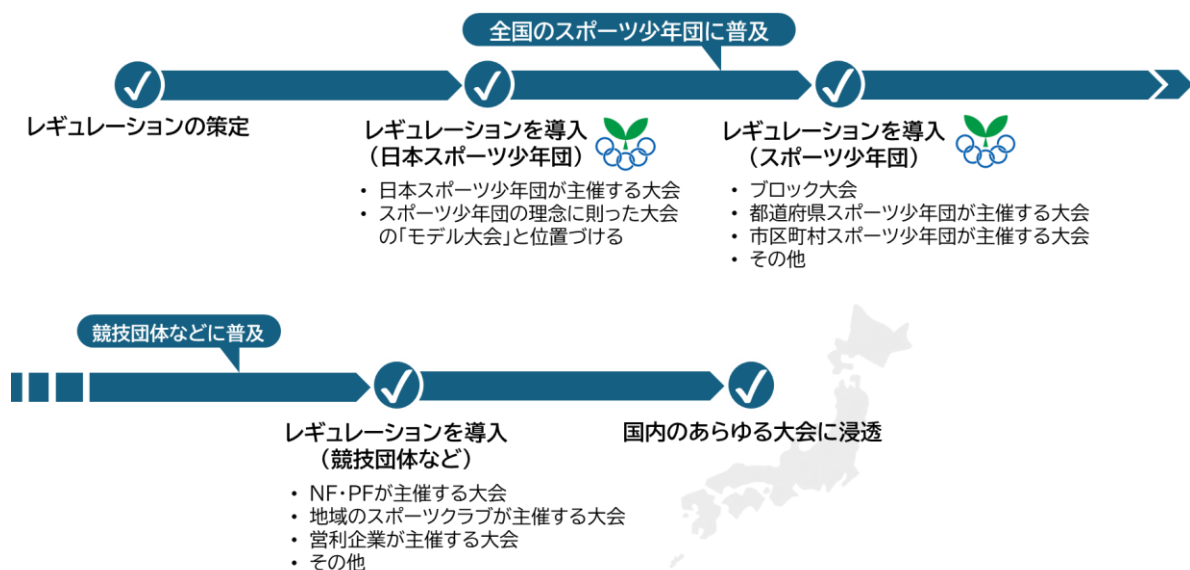 全国のスポーツ少年団に普及
レギュレーションの策定
レギュレーションを導入
（日本スポーツ少年団）
・ 日本スポーツ少年団が主催する大会
・ スポーツ少年団の理念に則った大会
の「モデル大会」と位置づける
レギュレーションを導入
（スポーツ少年団）
・ ブロック大会
・ 都道府県スポーツ少年団が主催する大会
・ 市区町村スポーツ少年団が主催する大会
・ その他
競技団体などに普及
レギュレーションを導入
（競技団体など）
・ NF・PFが主催する大会
・ 地域のスポーツクラブが主催する大会
・ 営利企業が主催する大会
・ その他
国内のあらゆる大会に浸透